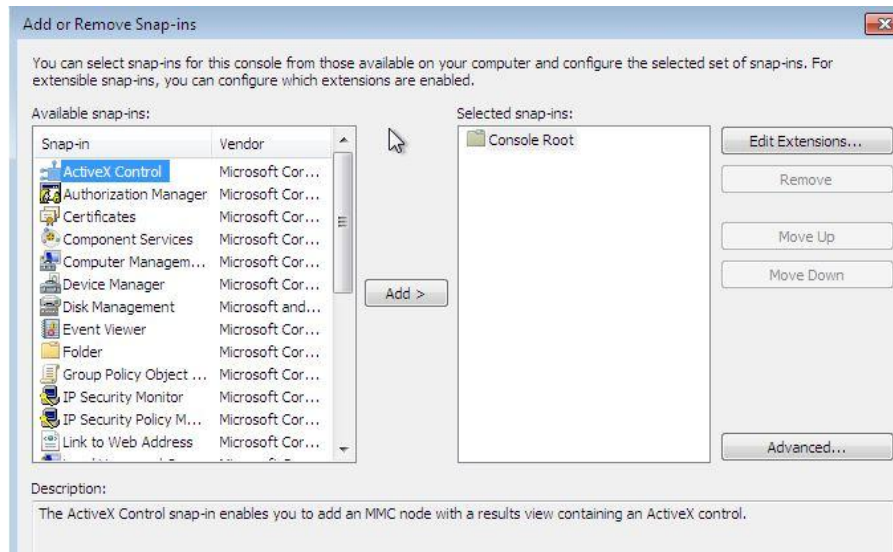 Add or Remove Snap-ins
You can select snap-ins for this console from those available on your computer and configure the selected set of snap-ins. For
extensible snap-ins, you can configure which extensions are enabled.
Available snap-ins:
Selected snap-ins:
Snap-in Vendor
ActiveX Control Microsoft Cor...
Authorization Manager Microsoft Cor...
Certificates Microsoft Cor...
Component Services Microsoft Cor...
Computer Managem... Microsoft Cor...
Device Manager Microsoft Cor...
Disk Management Microsoft and...
Event Viewer Microsoft Cor...
Folder Microsoft Cor...
Group Policy Object ... Microsoft Cor...
IP Security Monitor Microsoft Cor...
IP Security Policy M... Microsoft Cor...
Link to Web Address Microsoft Cor...
Add >
Console Root
Edit Extensions...
Remove
Move Up
Move Down
Advanced...
Description:
The ActiveX Control snap-in enables you to add an MMC node with a results view containing an ActiveX control.